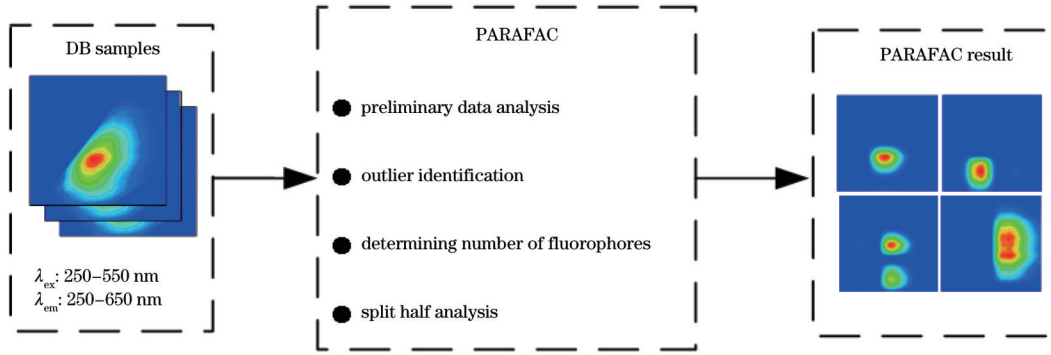 DB samples
λex: 250–550 nm
λem: 250–650 nm
PARAFAC
● preliminary data analysis
● outlier identification
● determining number of fluorophores
● split half analysis
PARAFAC result